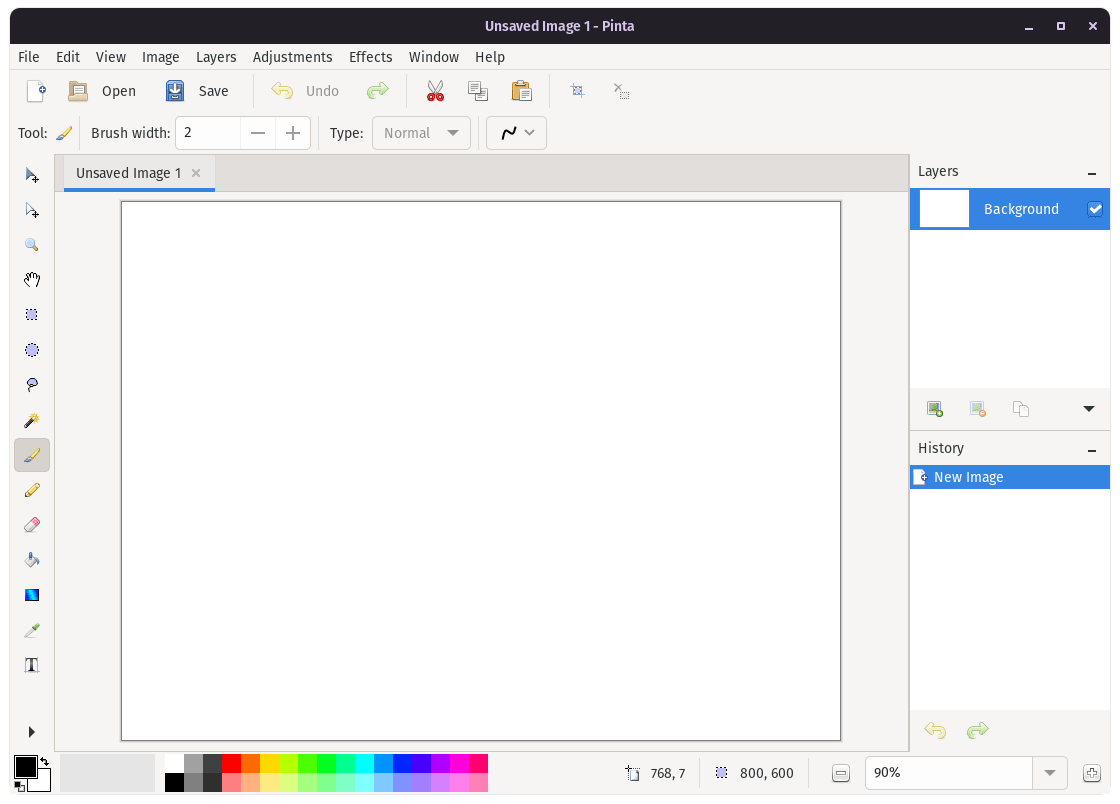 Unsaved Image 1 - Pinta
File Edit View Image Layers Adjustments Effects Window Help
Open Save Undo
Tool: Brush width: 2 Type: Normal
Unsaved Image 1
Layers
Background
History
New Image
768, 7 800, 600 90%